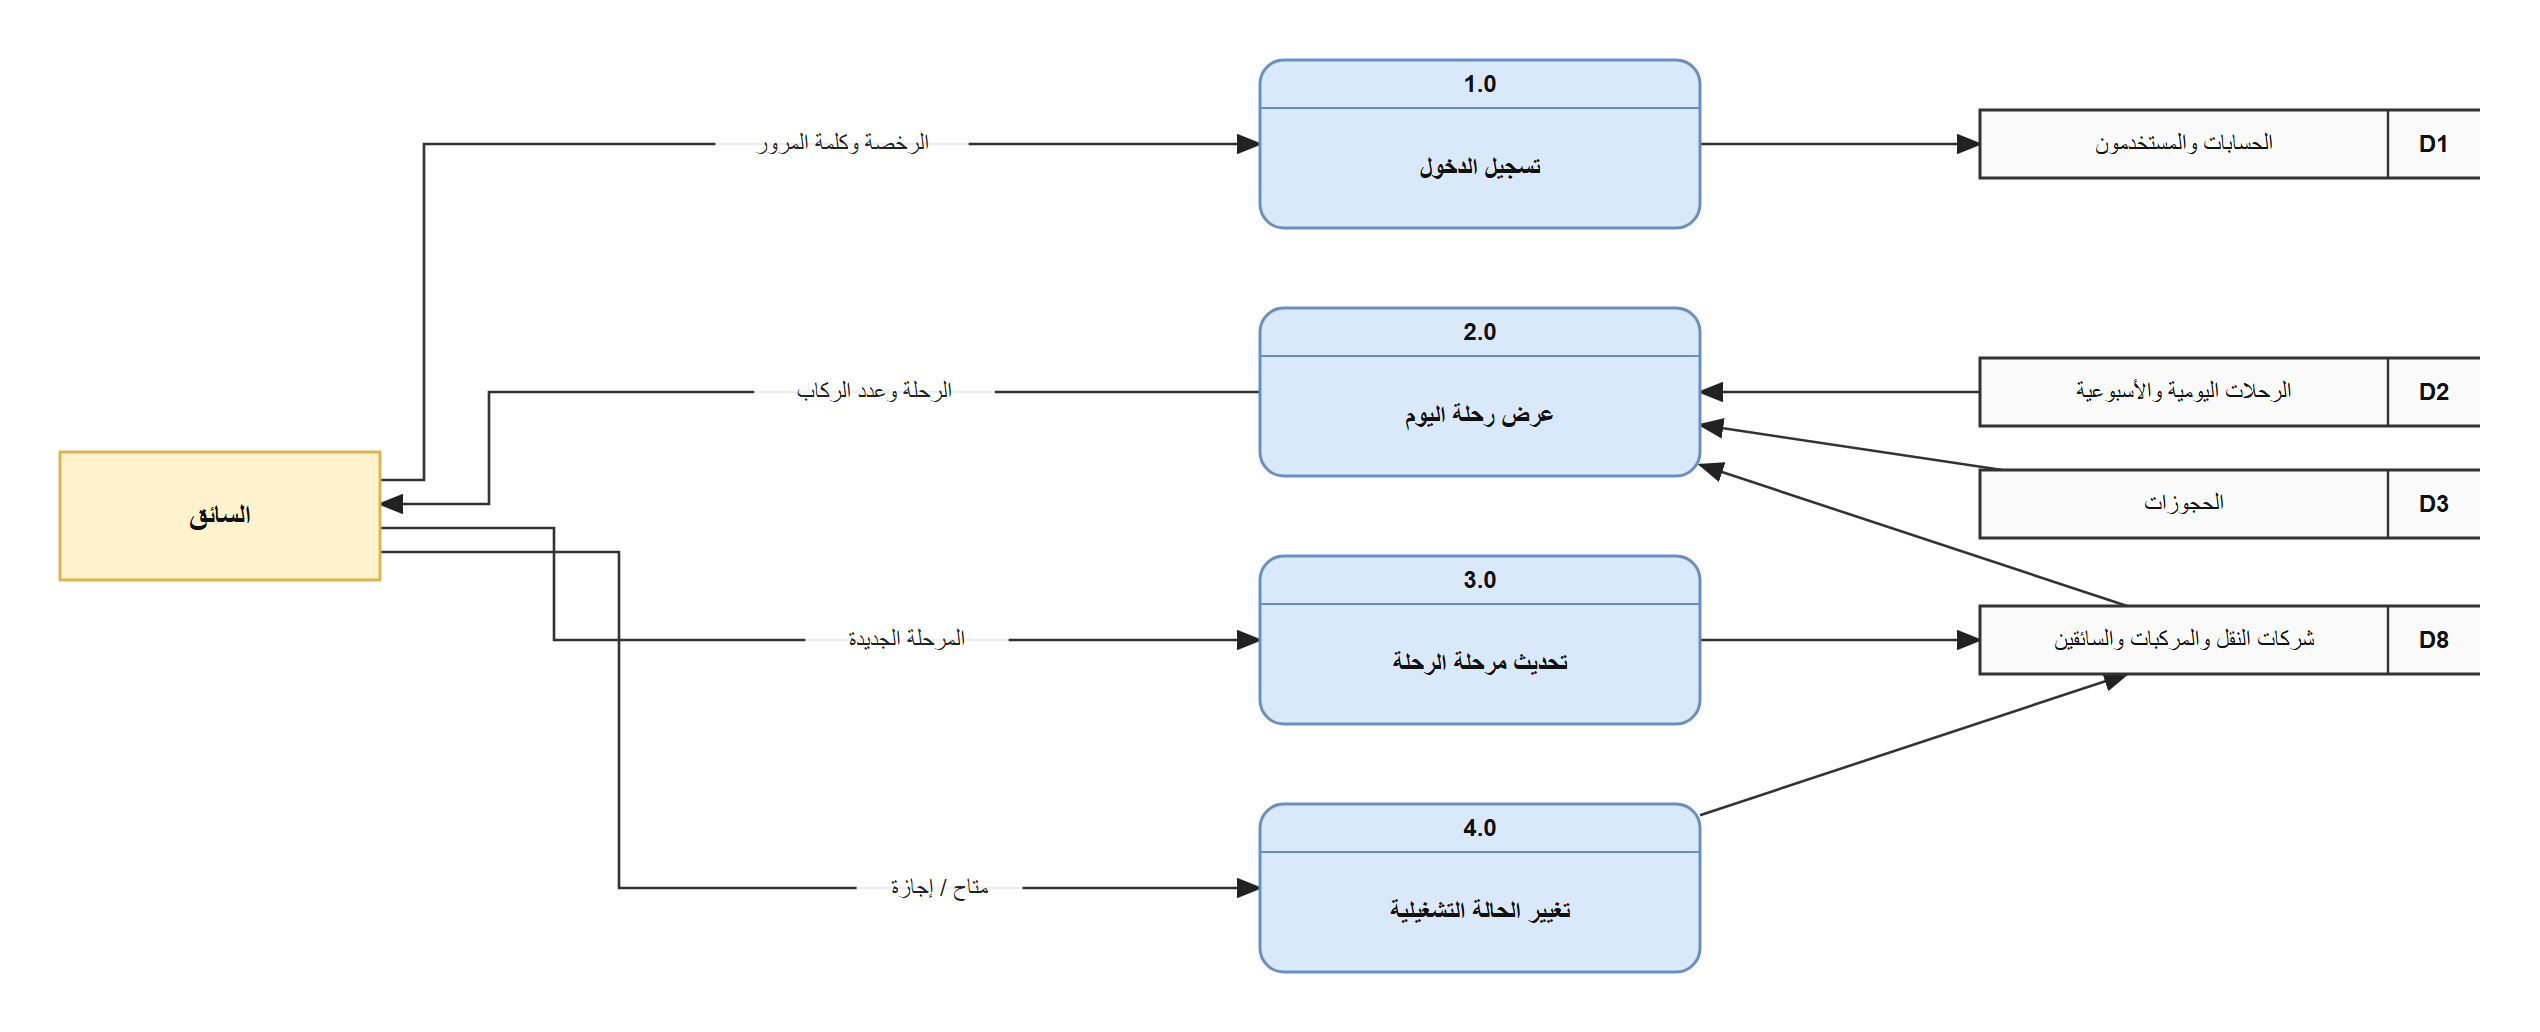 1.0
تسجيل الدخول
الرخصة وكلمة المرور
الحسابات والمستخدمون
D1
2.0
عرض رحلة اليوم
الرحلة وعدد الركاب
الرحلات اليومية والأسبوعية
D2
الحجوزات
D3
السائق
3.0
تحديث مرحلة الرحلة
المرحلة الجديدة
شركات النقل والمركبات والسائقين
D8
4.0
تغيير الحالة التشغيلية
متاح / إجازة